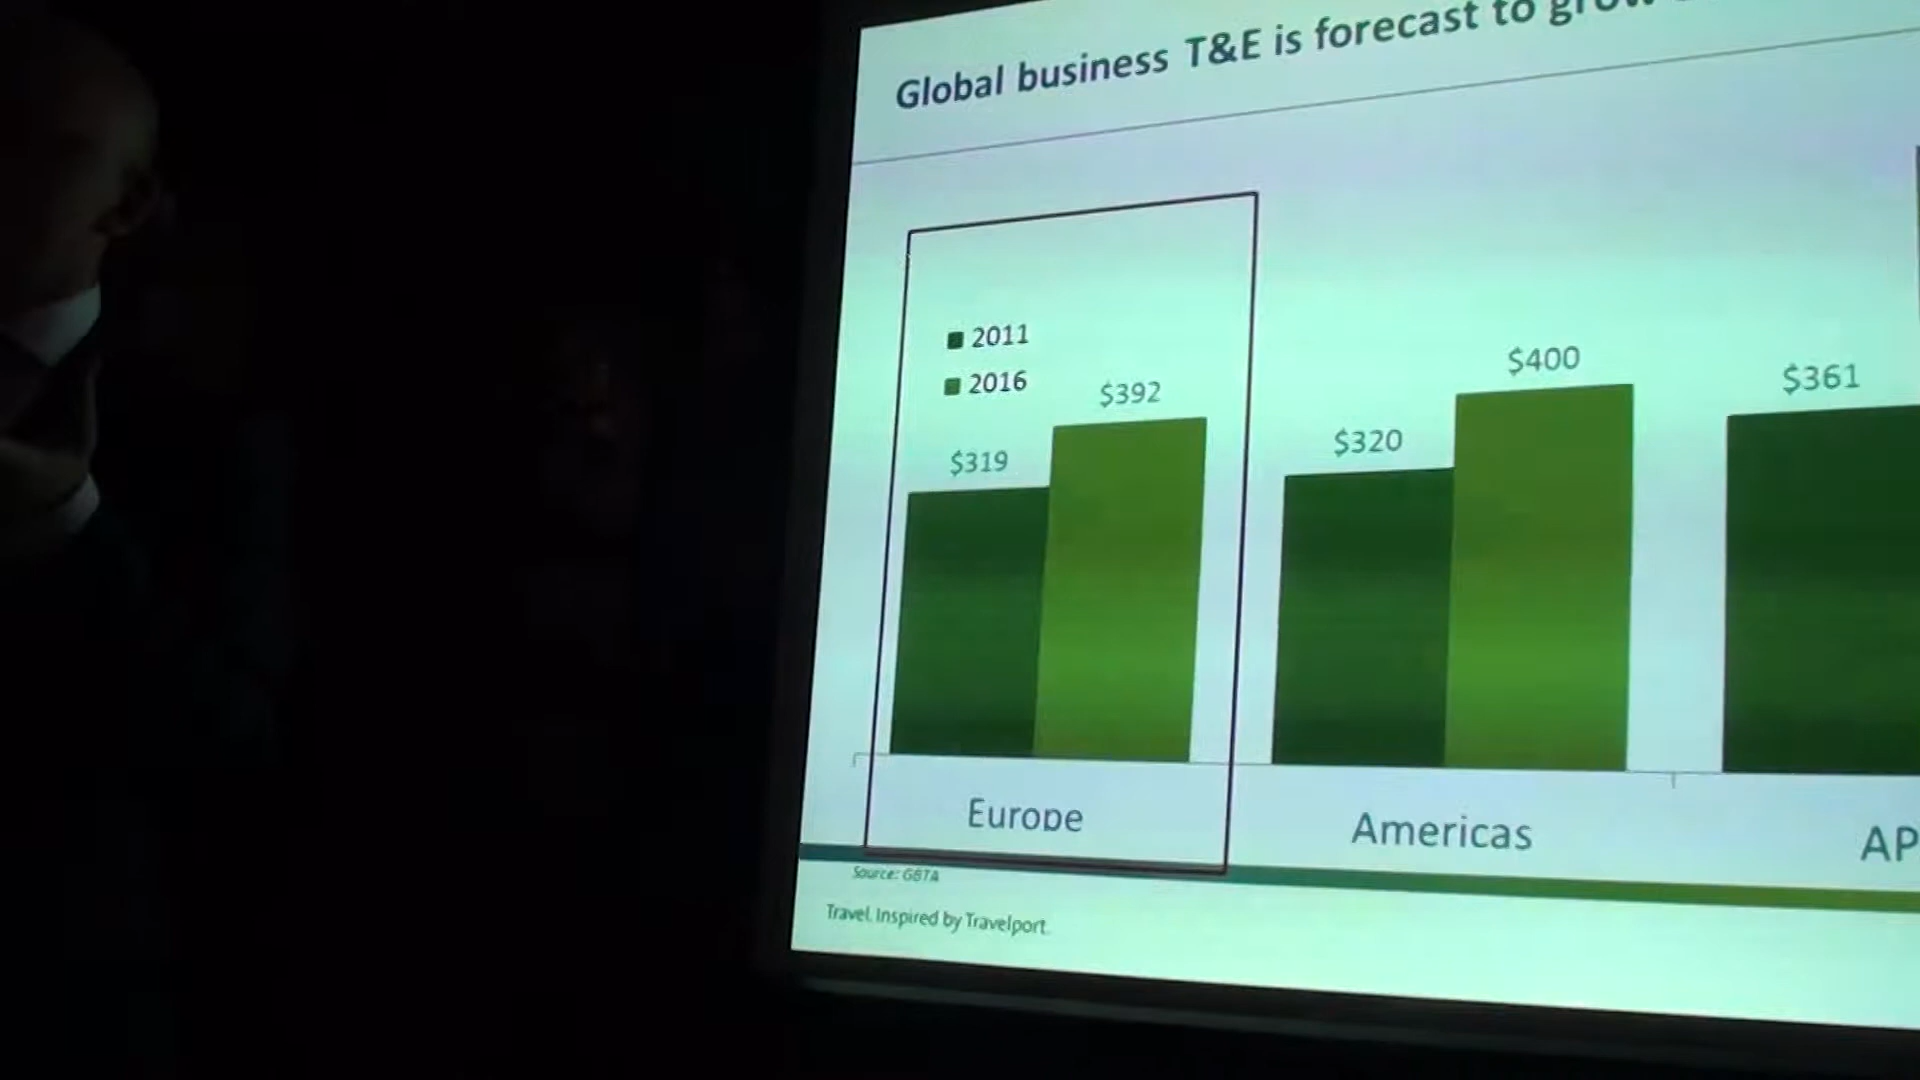 Global business T&E is forecast to
2011
2016
$319
$392
$320
$400
$361
Europe
Americas
AP
Source: GBTA
Travel. Inspired by Travelport.